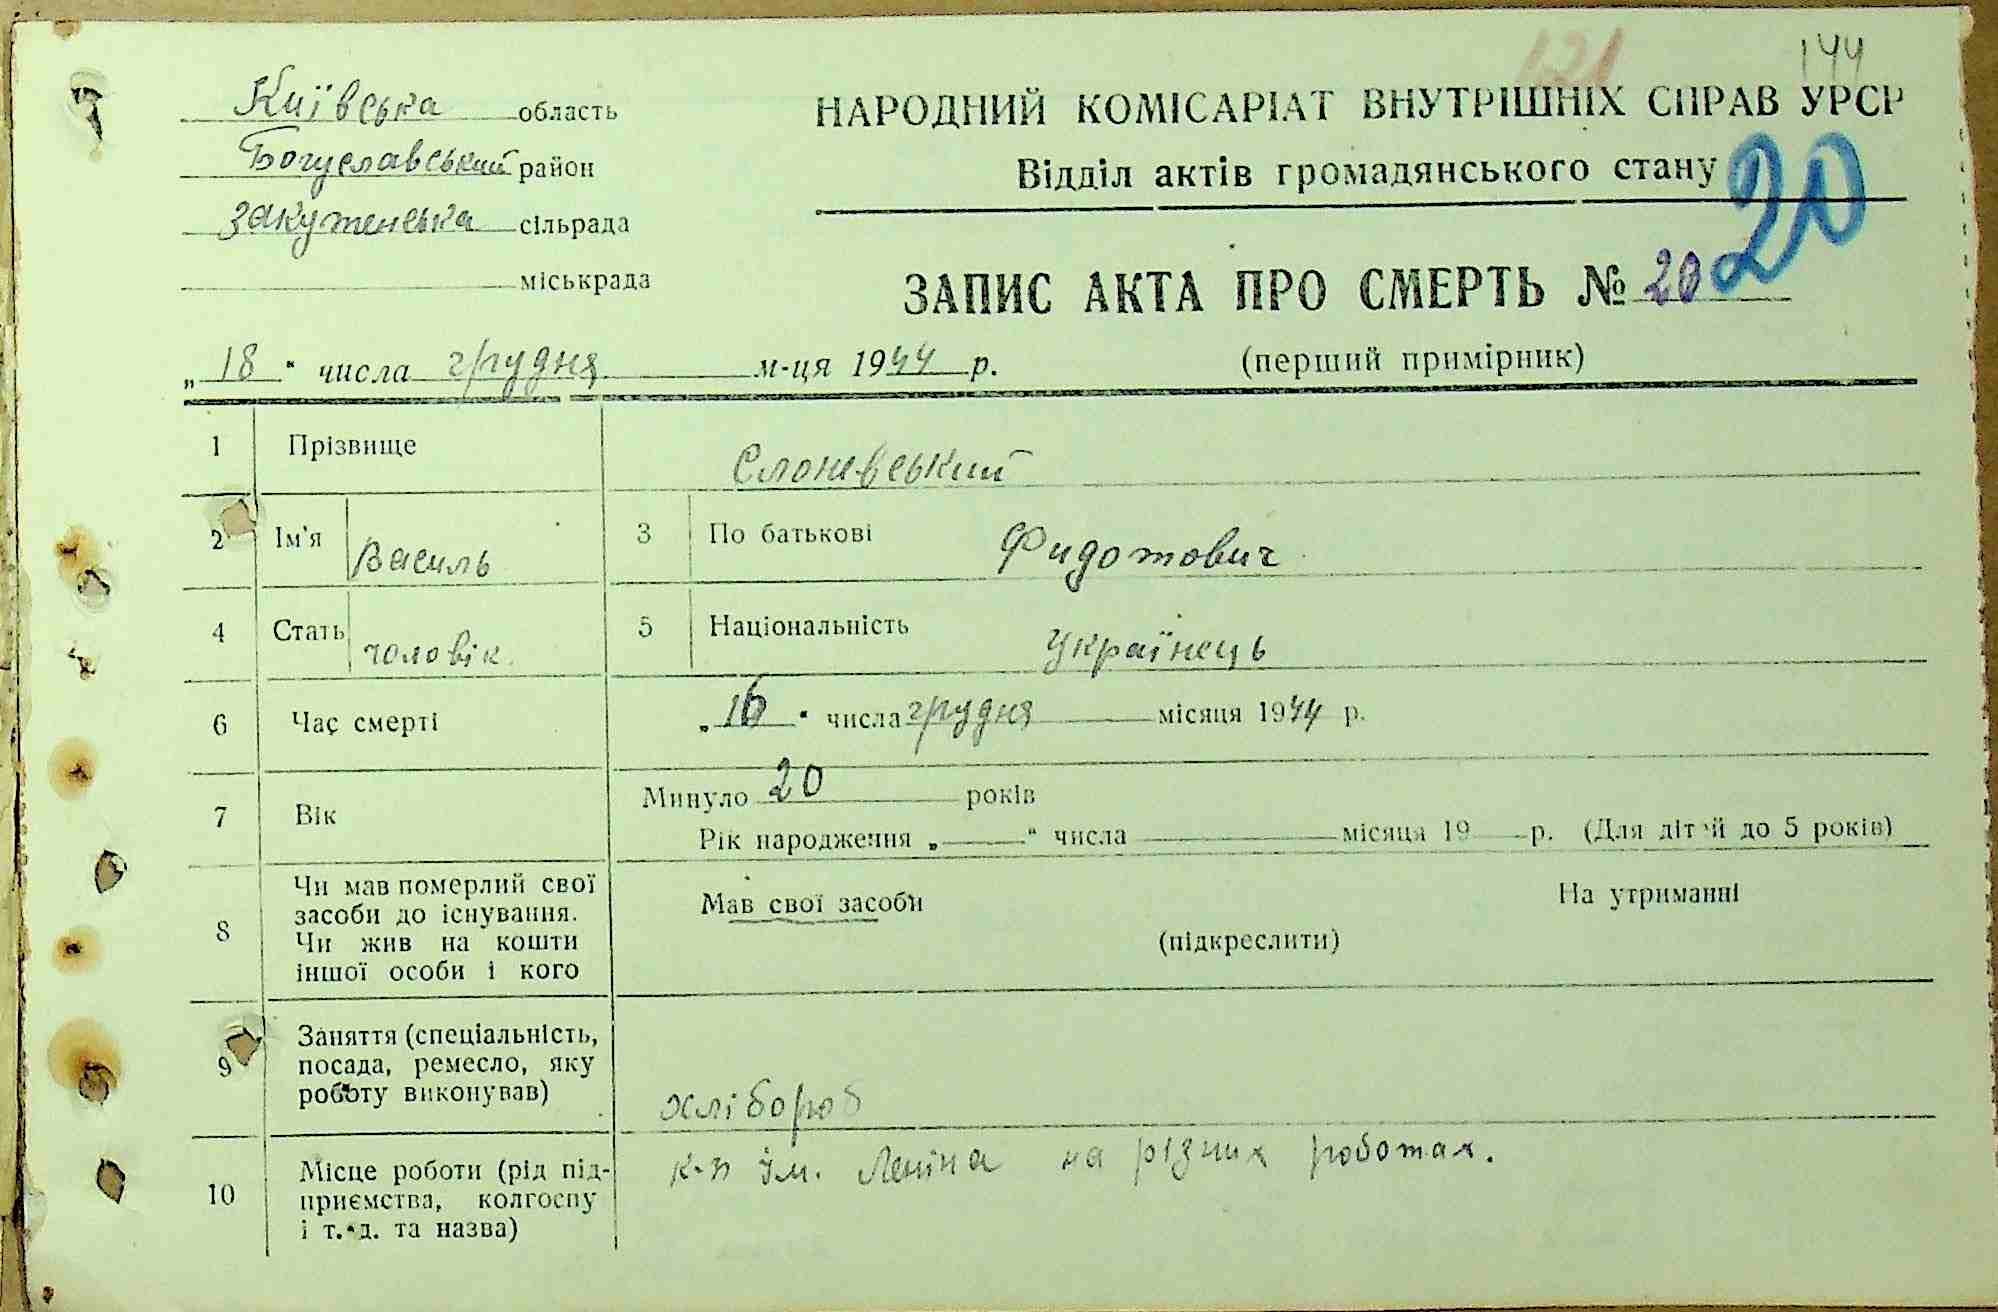 121 144
Київська область
Богуславський район
Закутенська сільрада
міськрада
НАРОДНИЙ КОМІСАРІАТ ВНУТРІШНІХ СПРАВ УРСР
Відділ актів громадянського стану
ЗАПИС АКТА ПРО СМЕРТЬ № 20 20
„18“ числа грудня м-ця 1944 р.
(перший примірник)
1 Прізвище Слоневський
2 Ім'я Василь 3 По батькові Фидотович
4 Стать чоловік 5 Національність Українець
6 Час смерті „16“ числа грудня місяця 1944 р.
7 Вік Минуло 20 років
Рік народження „ “ числа місяця 19 р. (Для дітей до 5 років)
8 Чи мав померлий свої
засоби до існування.
Чи жив на кошти
іншої особи і кого
Мав свої засоби На утриманні
(підкреслити)
9 Заняття (спеціальність,
посада, ремесло, яку
роботу виконував)
хлібороб
10 Місце роботи (рід під-
приємства, колгоспу
і т. д. та назва)
к-п ім. Леніна на різних роботах.